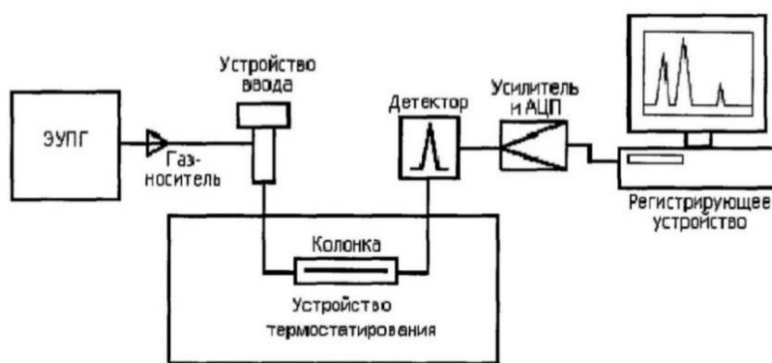 ЭУПГ
Газ-
носитель
Устройство
ввода
Колонка
Устройство
термостатирования
Детектор
Усилитель
и АЦП
Регистрирующее
устройство